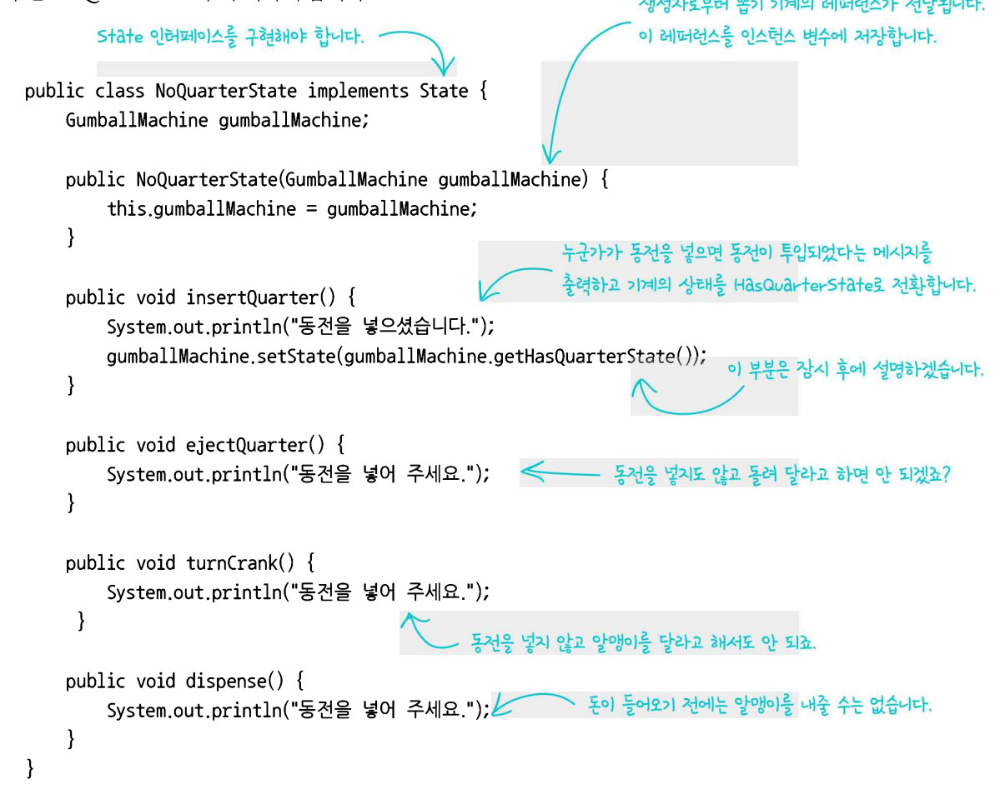 생성자로부터 뽑기 기계의 레퍼런스가 전달됩니다.
이 레퍼런스를 인스턴스 변수에 저장합니다.
State 인터페이스를 구현해야 합니다.
public class NoQuarterState implements State {
GumballMachine gumballMachine;
public NoQuarterState(GumballMachine gumballMachine) {
this.gumballMachine = gumballMachine;
}
누군가가 동전을 넣으면 동전이 투입되었다는 메시지를
출력하고 기계의 상태를 HasQuarterState로 전환합니다.
public void insertQuarter() {
System.out.println("동전을 넣으셨습니다.");
gumballMachine.setState(gumballMachine.getHasQuarterState());
이 부분은 잠시 후에 설명하겠습니다.
}
public void ejectQuarter() {
System.out.println("동전을 넣어 주세요.");
동전을 넣지도 않고 돌려 달라고 하면 안 되겠죠?
}
public void turnCrank() {
System.out.println("동전을 넣어 주세요.");
}
동전을 넣지 않고 알맹이를 달라고 해서도 안 되죠.
public void dispense() {
System.out.println("동전을 넣어 주세요.");
돈이 들어오기 전에는 알맹이를 내줄 수는 없습니다.
}
}